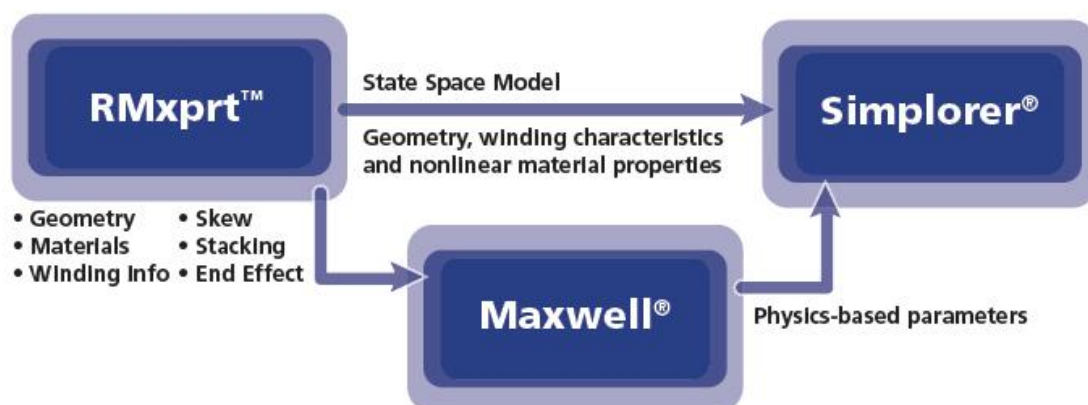 RMxprt™
State Space Model
Geometry, winding characteristics
and nonlinear material properties
Simplorer®
• Geometry • Skew
• Materials • Stacking
• Winding Info • End Effect
Maxwell®
Physics-based parameters